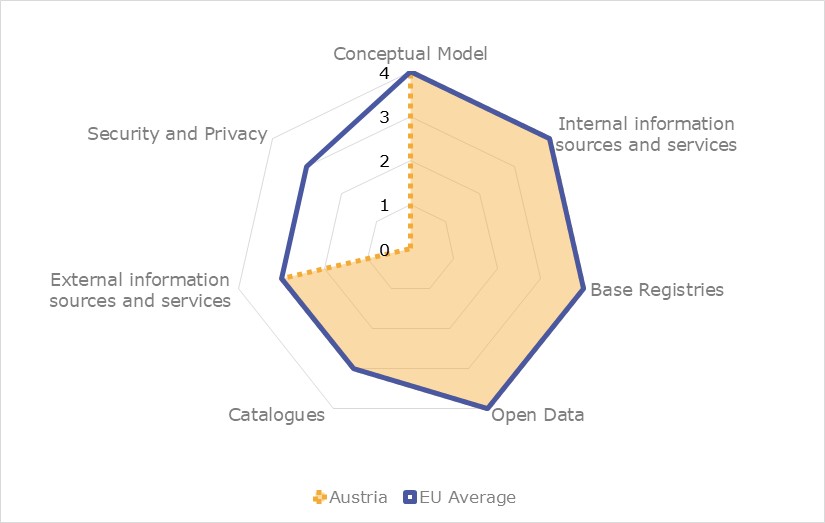 Conceptual Model
4
3
2
1
0
Internal information
sources and services
Base Registries
Open Data
Catalogues
External information
sources and services
Security and Privacy
Austria
EU Average